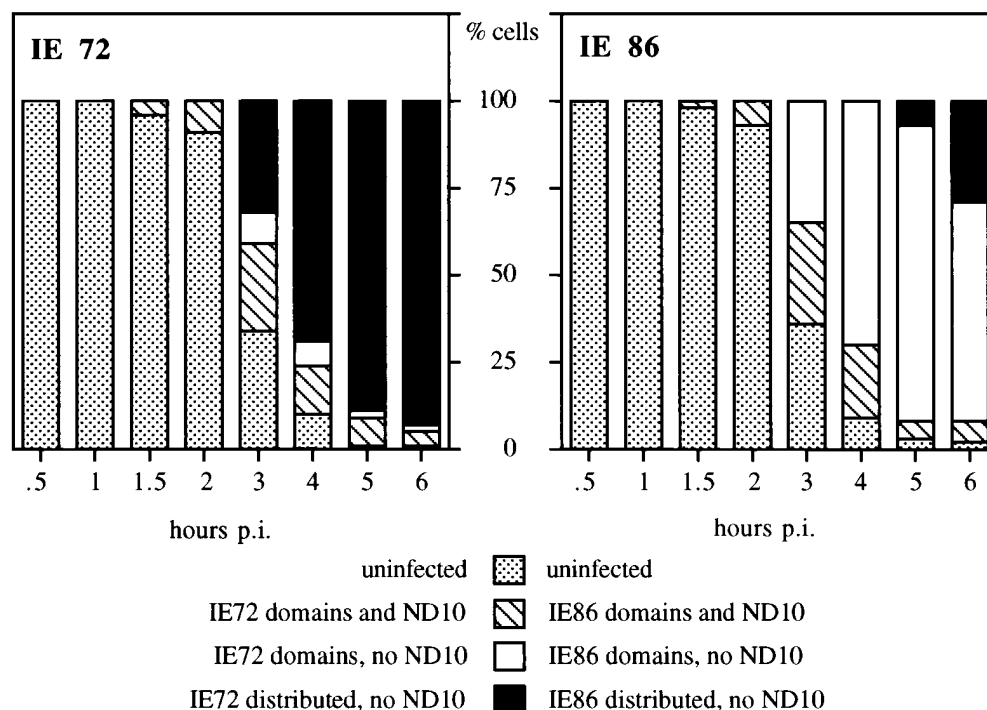 IE 72
% cells
IE 86
100
75
50
25
0
.5 1 1.5 2 3 4 5 6
.5 1 1.5 2 3 4 5 6
hours p.i.
hours p.i.
uninfected uninfected
IE72 domains and ND10 IE86 domains and ND10
IE72 domains, no ND10 IE86 domains, no ND10
IE72 distributed, no ND10 IE86 distributed, no ND10